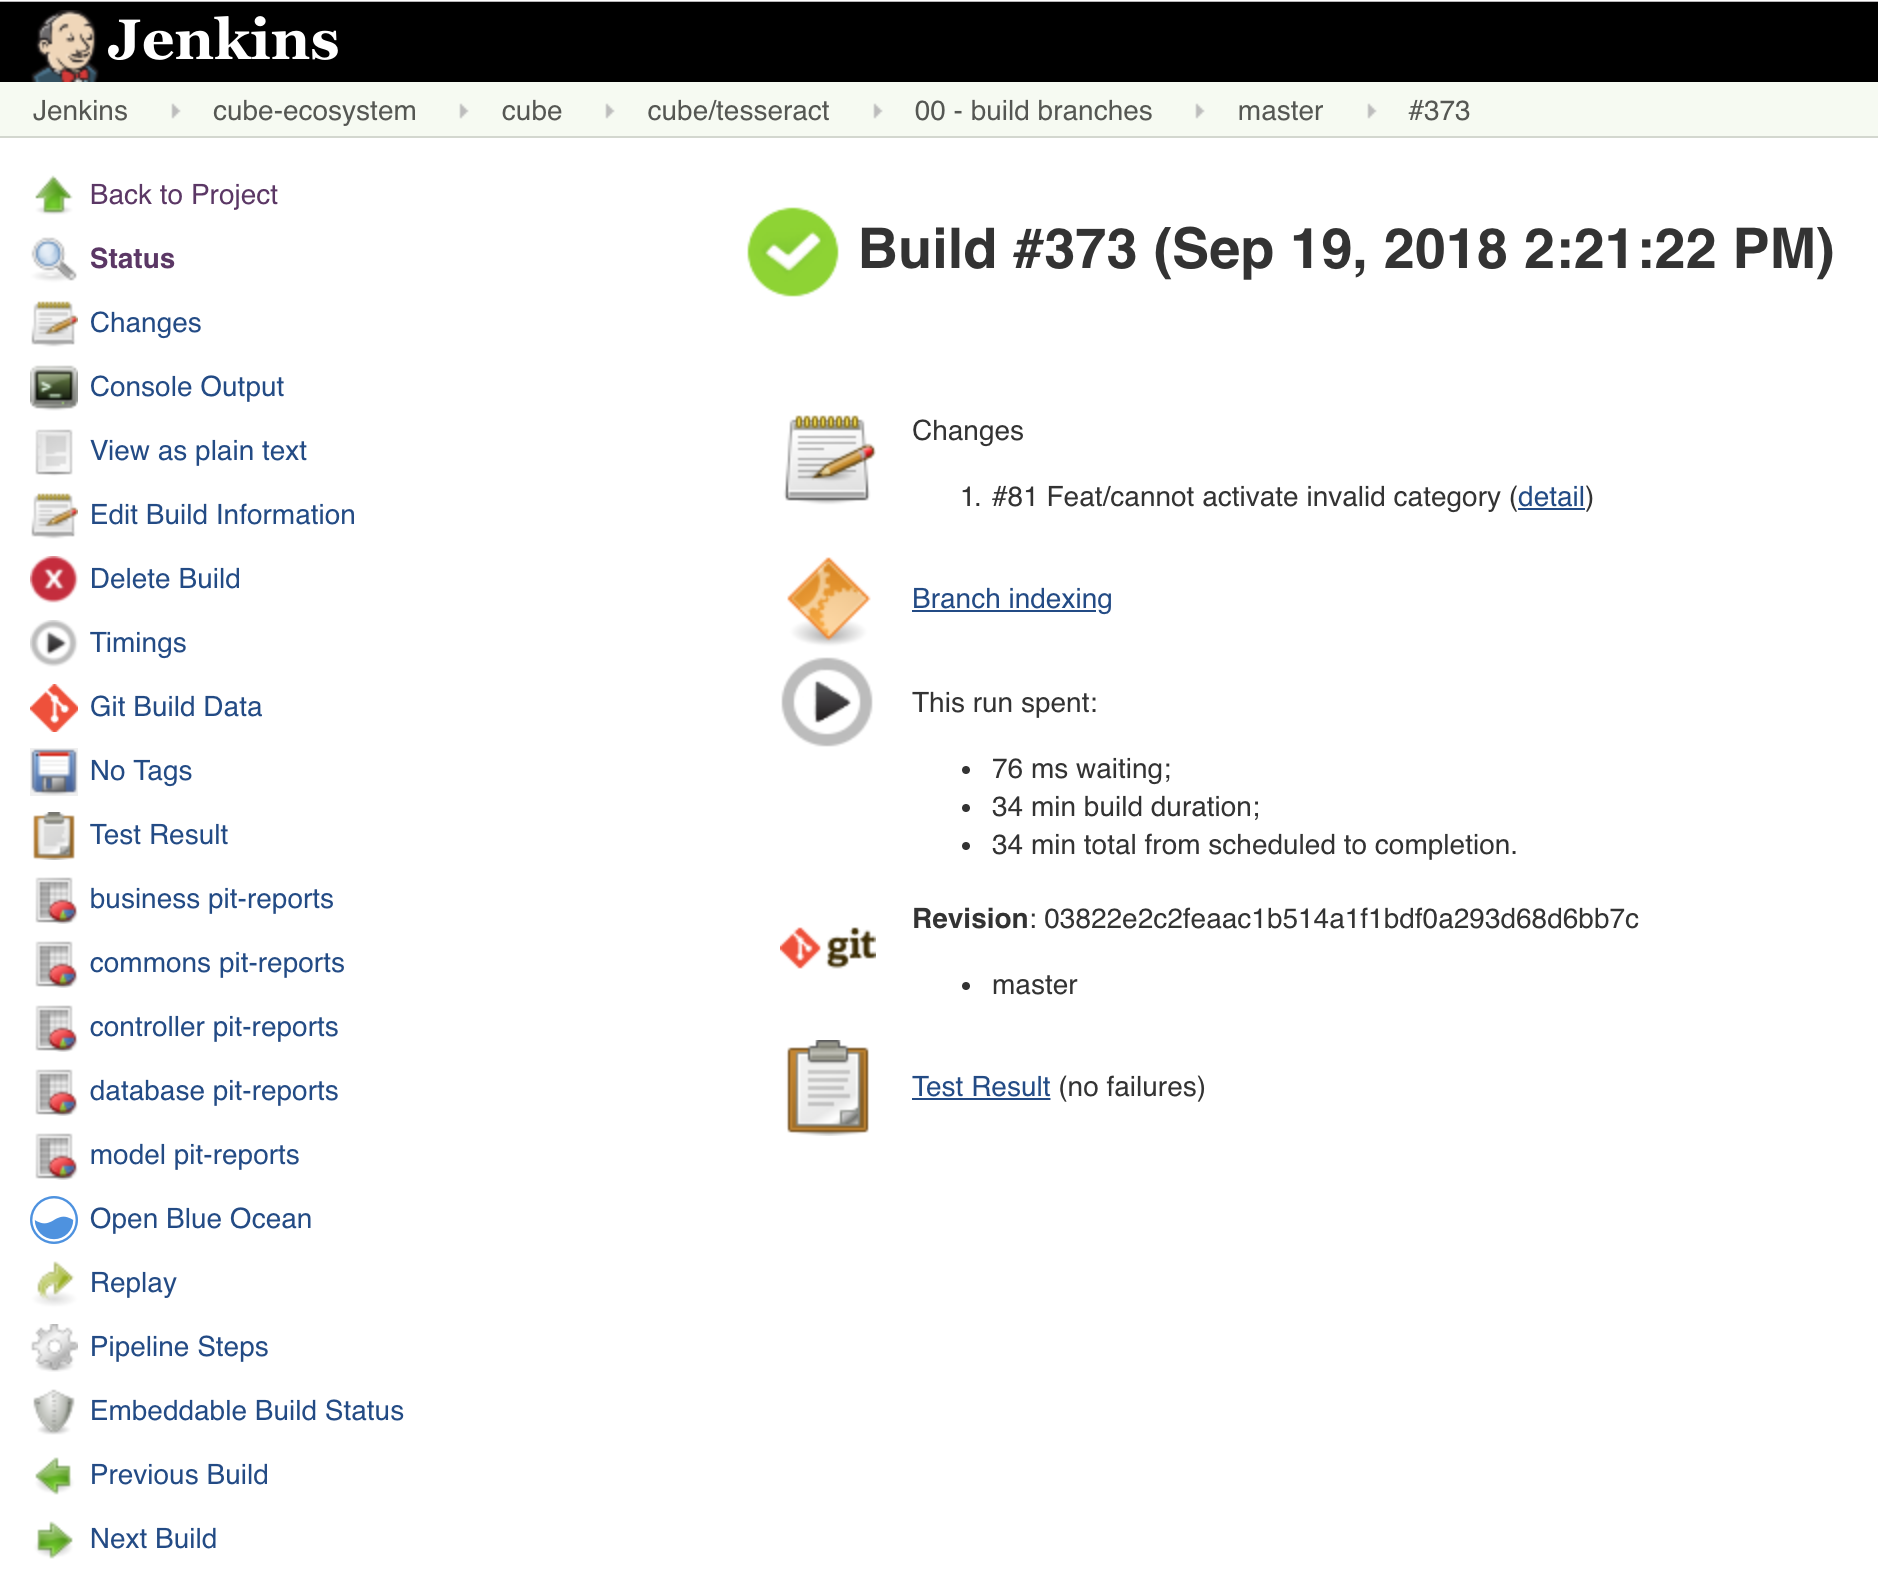 Jenkins
Jenkins cube-ecosystem cube cube/tesseract 00 - build branches master #373
Back to Project
Status
Changes
Console Output
View as plain text
Edit Build Information
Delete Build
Timings
Git Build Data
No Tags
Test Result
business pit-reports
commons pit-reports
controller pit-reports
database pit-reports
model pit-reports
Open Blue Ocean
Replay
Pipeline Steps
Embeddable Build Status
Previous Build
Next Build
Build #373 (Sep 19, 2018 2:21:22 PM)
Changes
1. #81 Feat/cannot activate invalid category (detail)
Branch indexing
This run spent:
• 76 ms waiting;
• 34 min build duration;
• 34 min total from scheduled to completion.
git
Revision: 03822e2c2feaac1b514a1f1bdf0a293d68d6bb7c
• master
Test Result (no failures)